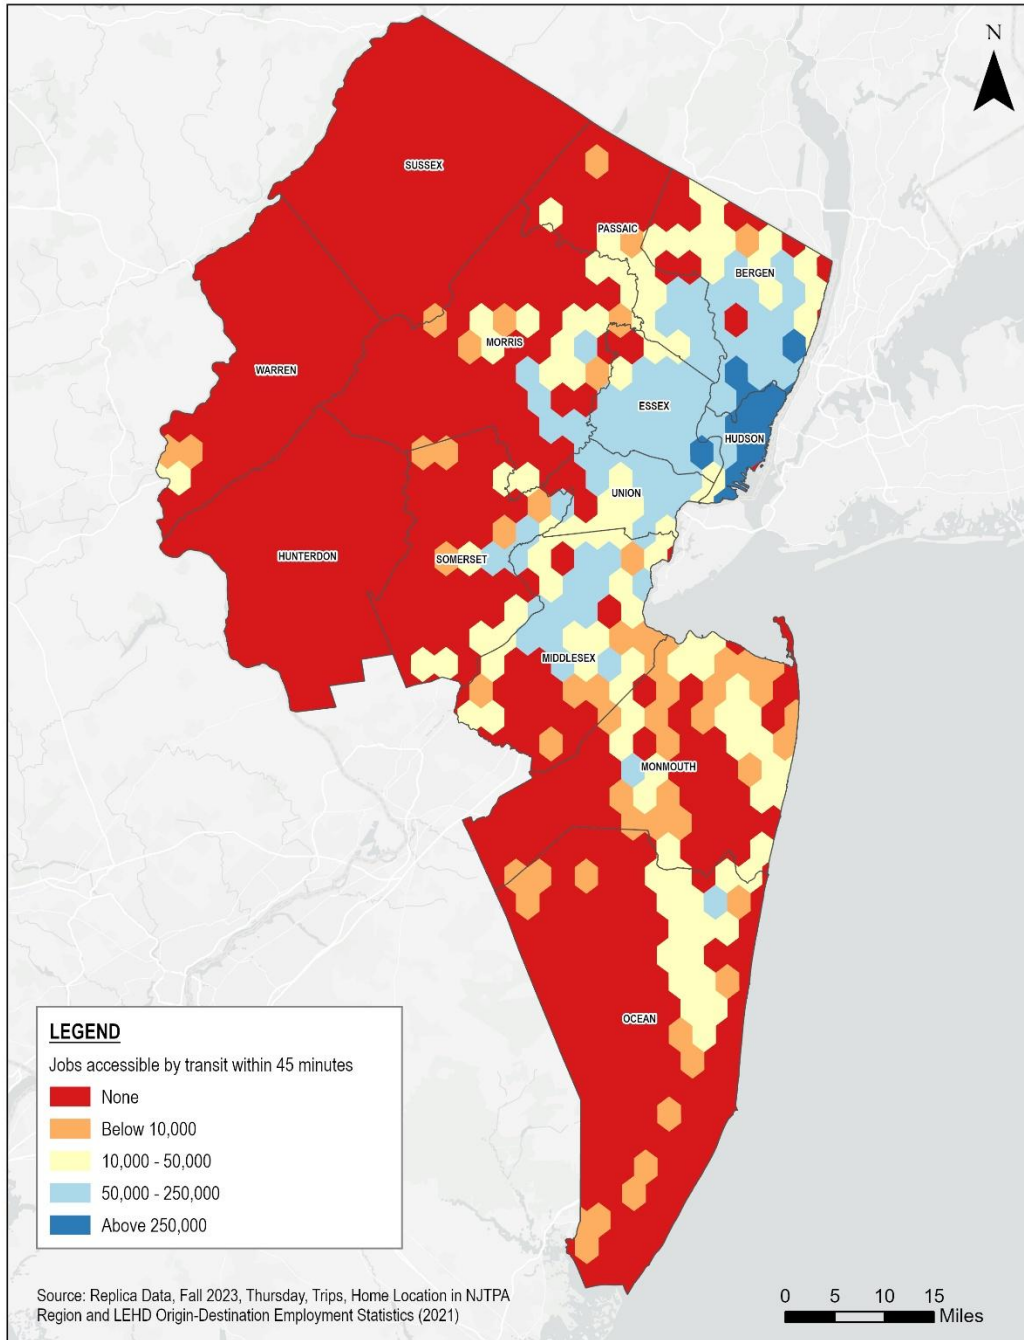 N
SUSSEX
PASSAIC
BERGEN
MORRIS
WARREN
ESSEX
HUDSON
UNION
HUNTERDON
SOMERSET
MIDDLESEX
MONMOUTH
OCEAN
LEGEND
Jobs accessible by transit within 45 minutes
None
Below 10,000
10,000 - 50,000
50,000 - 250,000
Above 250,000
Source: Replica Data, Fall 2023, Thursday, Trips, Home Location in NJTPA
Region and LEHD Origin-Destination Employment Statistics (2021)
0 5 10 15
Miles